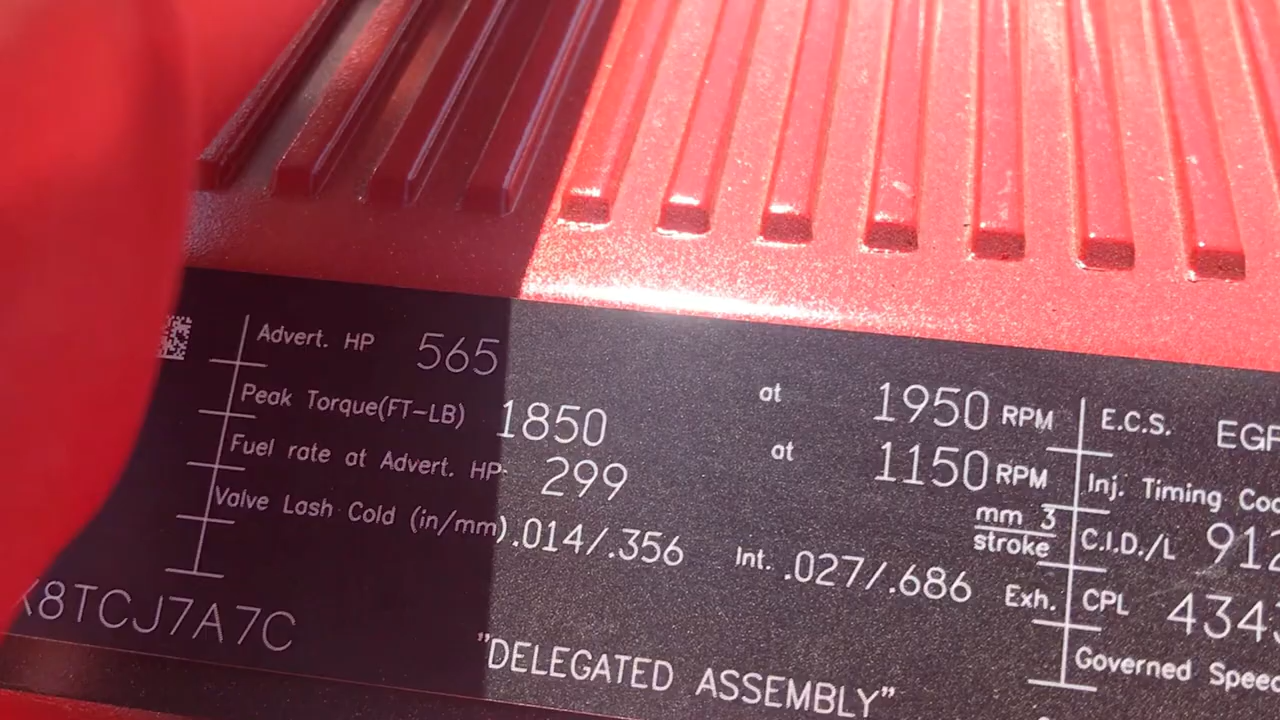 Advert. HP 565 at 1950 RPM E.C.S.
Peak Torque(FT-LB) 1850 at 1150 RPM Inj. Timing
Fuel rate at Advert. HP 299 mm 3 stroke C.I.D./L 912
Valve Lash Cold (in/mm) .014/.356 Int. .027/.686 Exh. CPL 434
Governed
8TCJ7A7C
"DELEGATED ASSEMBLY"